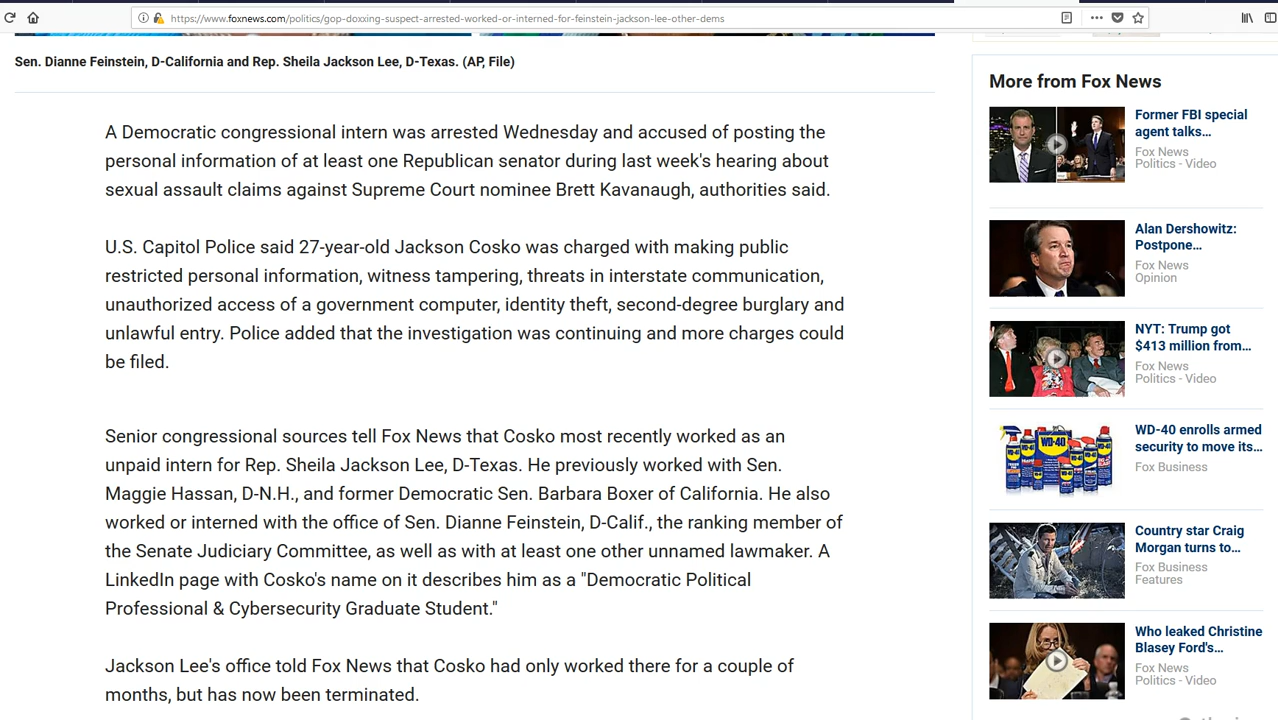 https://www.foxnews.com/politics/gop-doxxing-suspect-arrested-worked-or-interned-for-feinstein-jackson-lee-other-dems
Sen. Dianne Feinstein, D-California and Rep. Sheila Jackson Lee, D-Texas. (AP, File)
A Democratic congressional intern was arrested Wednesday and accused of posting the
personal information of at least one Republican senator during last week's hearing about
sexual assault claims against Supreme Court nominee Brett Kavanaugh, authorities said.
U.S. Capitol Police said 27-year-old Jackson Cosko was charged with making public
restricted personal information, witness tampering, threats in interstate communication,
unauthorized access of a government computer, identity theft, second-degree burglary and
unlawful entry. Police added that the investigation was continuing and more charges could
be filed.
Senior congressional sources tell Fox News that Cosko most recently worked as an
unpaid intern for Rep. Sheila Jackson Lee, D-Texas. He previously worked with Sen.
Maggie Hassan, D-N.H., and former Democratic Sen. Barbara Boxer of California. He also
worked or interned with the office of Sen. Dianne Feinstein, D-Calif., the ranking member of
the Senate Judiciary Committee, as well as with at least one other unnamed lawmaker. A
LinkedIn page with Cosko's name on it describes him as a "Democratic Political
Professional & Cybersecurity Graduate Student."
Jackson Lee's office told Fox News that Cosko had only worked there for a couple of
months, but has now been terminated.
More from Fox News
Former FBI special
agent talks...
Fox News
Politics - Video
Alan Dershowitz:
Postpone...
Fox News
Opinion
NYT: Trump got
$413 million from...
Fox News
Politics - Video
WD-40
WD-40 enrolls armed
security to move its...
Fox Business
Country star Craig
Morgan turns to...
Fox Business
Features
Who leaked Christine
Blasey Ford's...
Fox News
Politics - Video